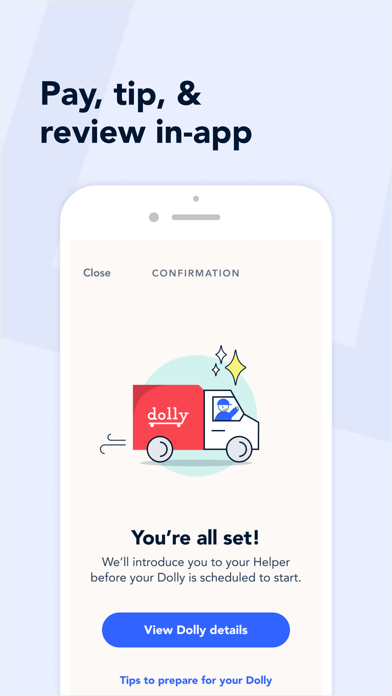 Pay, tip, &
review in-app
Close
CONFIRMATION
dolly
You’re all set!
We’ll introduce you to your Helper
before your Dolly is scheduled to start.
View Dolly details
Tips to prepare for your Dolly